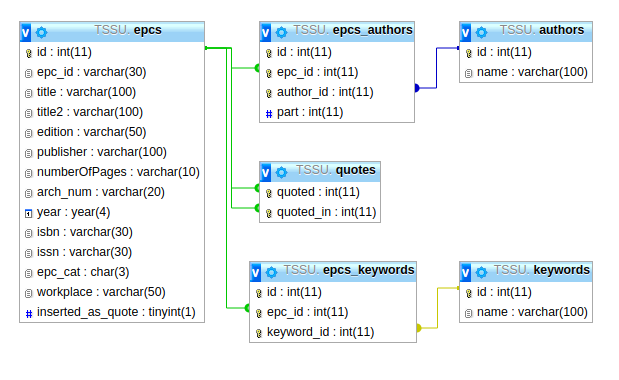 v TSSU. epcs
id : int(11)
epc_id : varchar(30)
title : varchar(100)
title2 : varchar(100)
edition : varchar(50)
publisher : varchar(100)
numberOfPages : varchar(10)
arch_num : varchar(20)
year : year(4)
isbn : varchar(30)
issn : varchar(30)
epc_cat : char(3)
workplace : varchar(50)
# inserted_as_quote : tinyint(1)
v TSSU. epcs_authors
id : int(11)
epc_id : int(11)
author_id : int(11)
# part : int(11)
v TSSU. authors
id : int(11)
name : varchar(100)
v TSSU. quotes
quoted : int(11)
quoted_in : int(11)
v TSSU. epcs_keywords
id : int(11)
epc_id : int(11)
keyword_id : int(11)
v TSSU. keywords
id : int(11)
name : varchar(100)